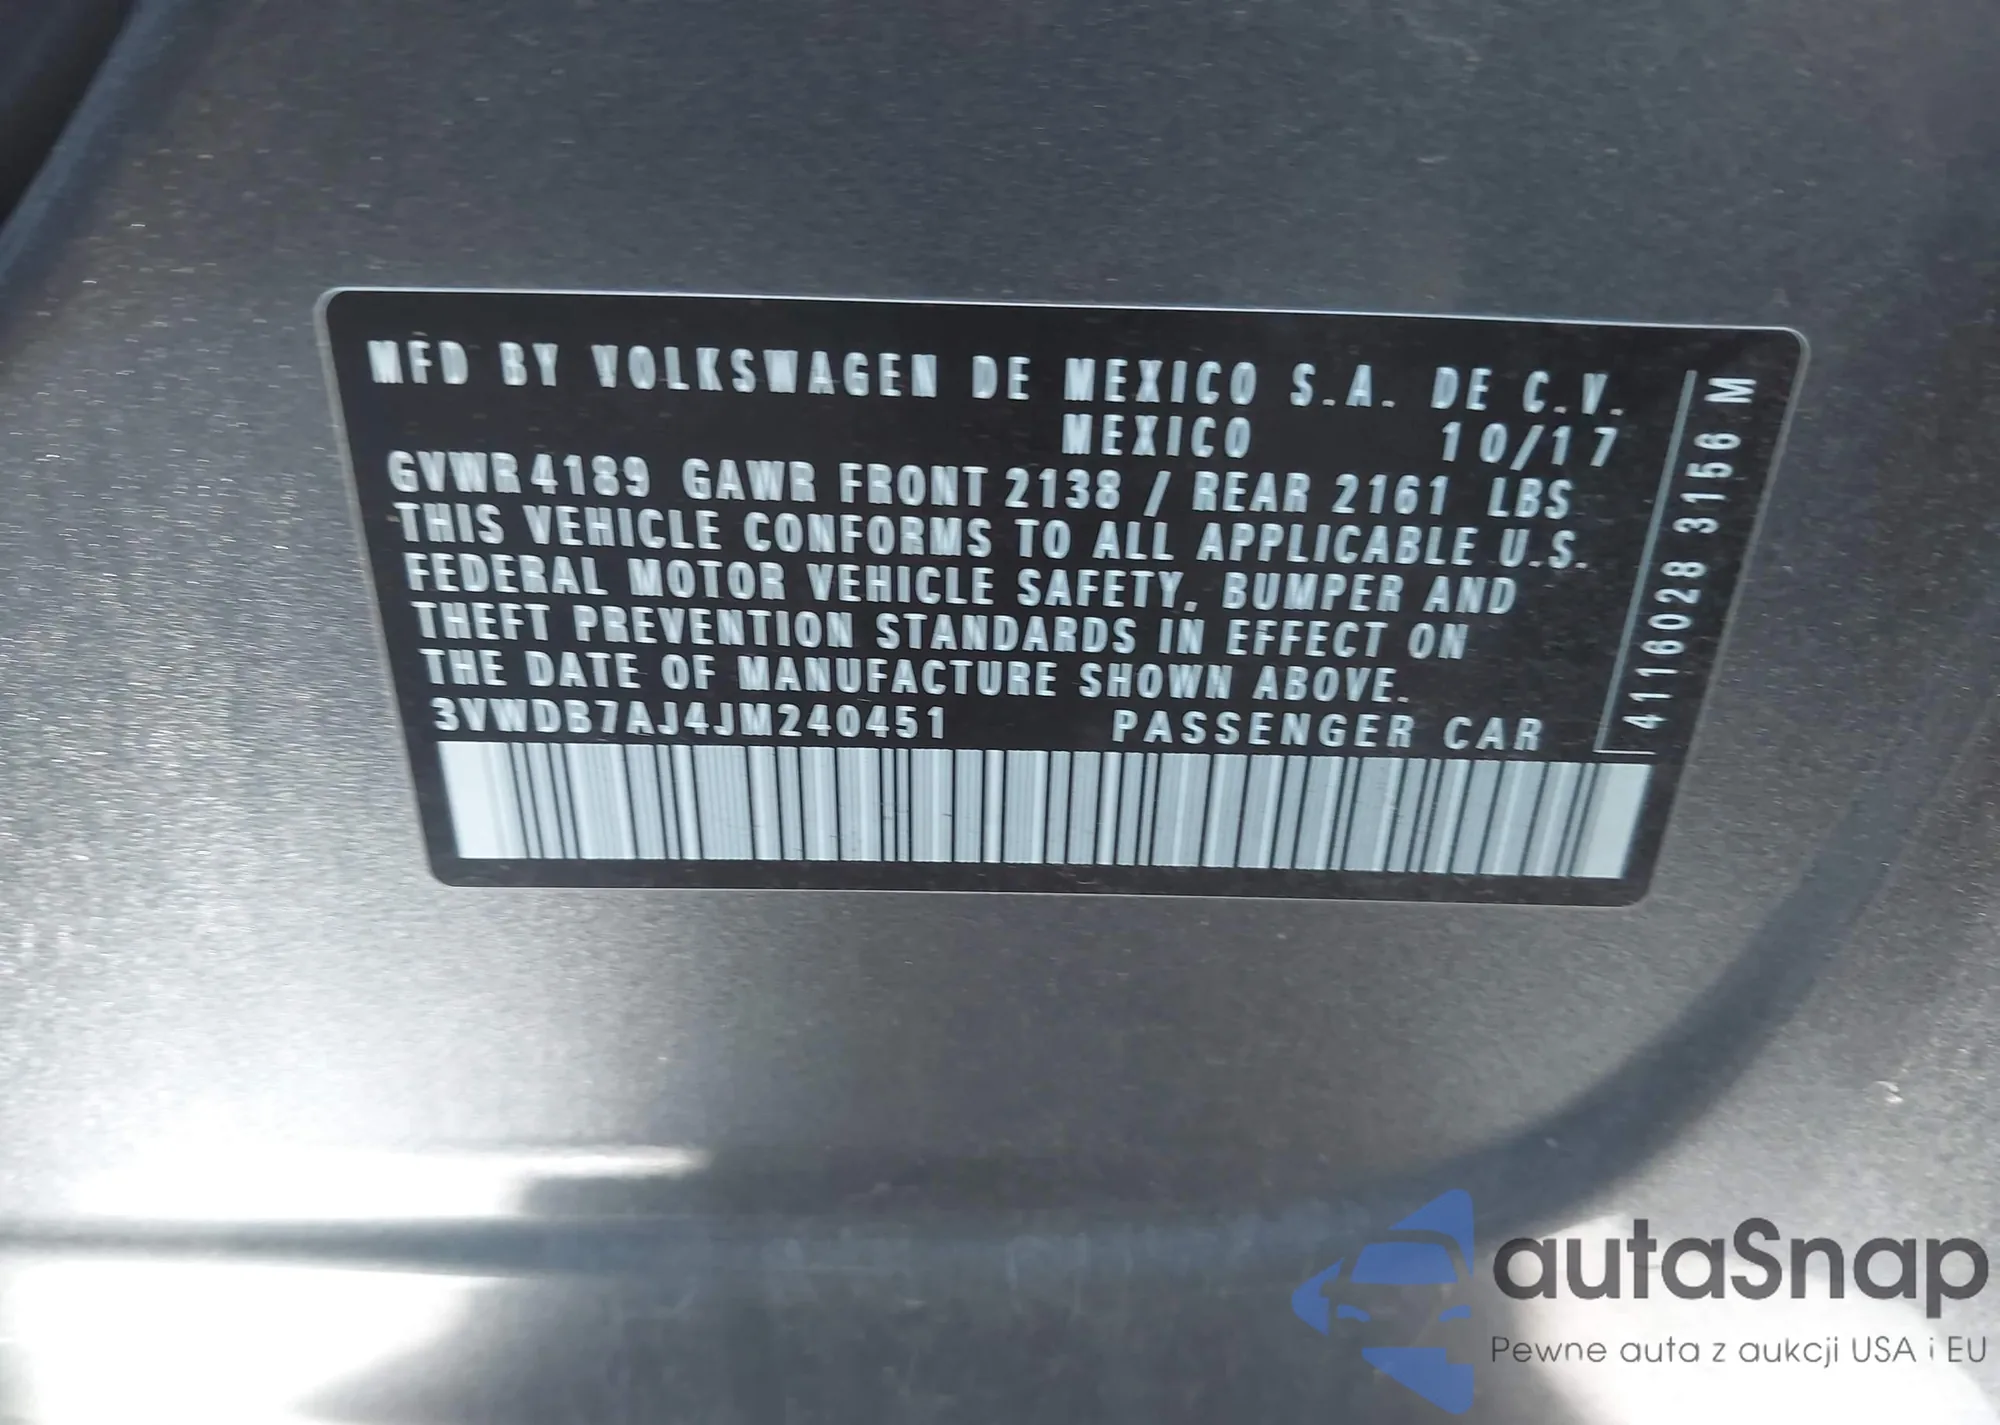 MFD BY VOLKSWAGEN DE MEXICO S.A. DE C.V.
MEXICO 10/17
GVWR 4189 GAWR FRONT 2138 / REAR 2161 LBS
THIS VEHICLE CONFORMS TO ALL APPLICABLE U.S.
FEDERAL MOTOR VEHICLE SAFETY, BUMPER AND
THEFT PREVENTION STANDARDS IN EFFECT ON
THE DATE OF MANUFACTURE SHOWN ABOVE.
3VWDB7AJ4JM240451 PASSENGER CAR
4116028 3156 M
autaSnap
Pewne auta z aukcji USA i EU